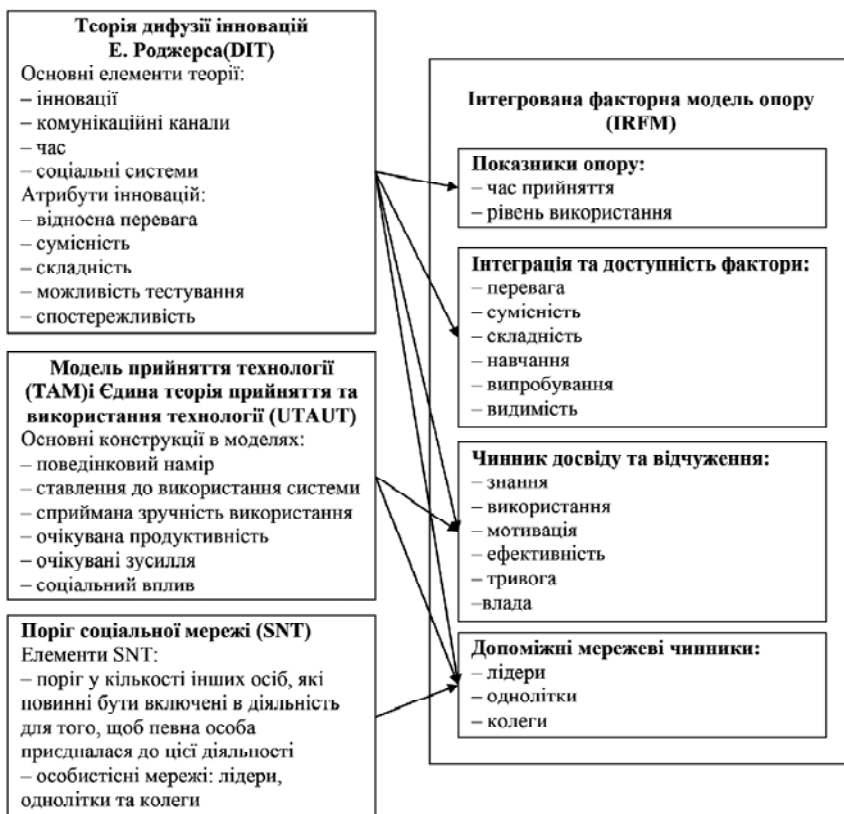 Теорія дифузії інновацій
Е. Роджерса(DIT)
Основні елементи теорії:
– інновації
– комунікаційні канали
– час
– соціальні системи
Атрибути інновацій:
– відносна перевага
– сумісність
– складність
– можливість тестування
– спостережливість
Модель прийняття технології
(TAM)і Єдина теорія прийняття та
використання технології (UTAUT)
Основні конструкції в моделях:
– поведінковий намір
– ставлення до використання системи
– сприймана зручність використання
– очікувана продуктивність
– очікувані зусилля
– соціальний вплив
Поріг соціальної мережі (SNT)
Елементи SNT:
– поріг у кількості інших осіб, які
повинні бути включені в діяльність
для того, щоб певна особа
приєдналася до цієї діяльності
– особистісні мережі: лідери,
однолітки та колеги
Інтегрована факторна модель опору
(IRFM)
Показники опору:
– час прийняття
– рівень використання
Інтеграція та доступність фактори:
– перевага
– сумісність
– складність
– навчання
– випробування
– видимість
Чинник досвіду та відчуження:
– знання
– використання
– мотивація
– ефективність
– тривога
–влада
Допоміжні мережеві чинники:
– лідери
– однолітки
– колеги